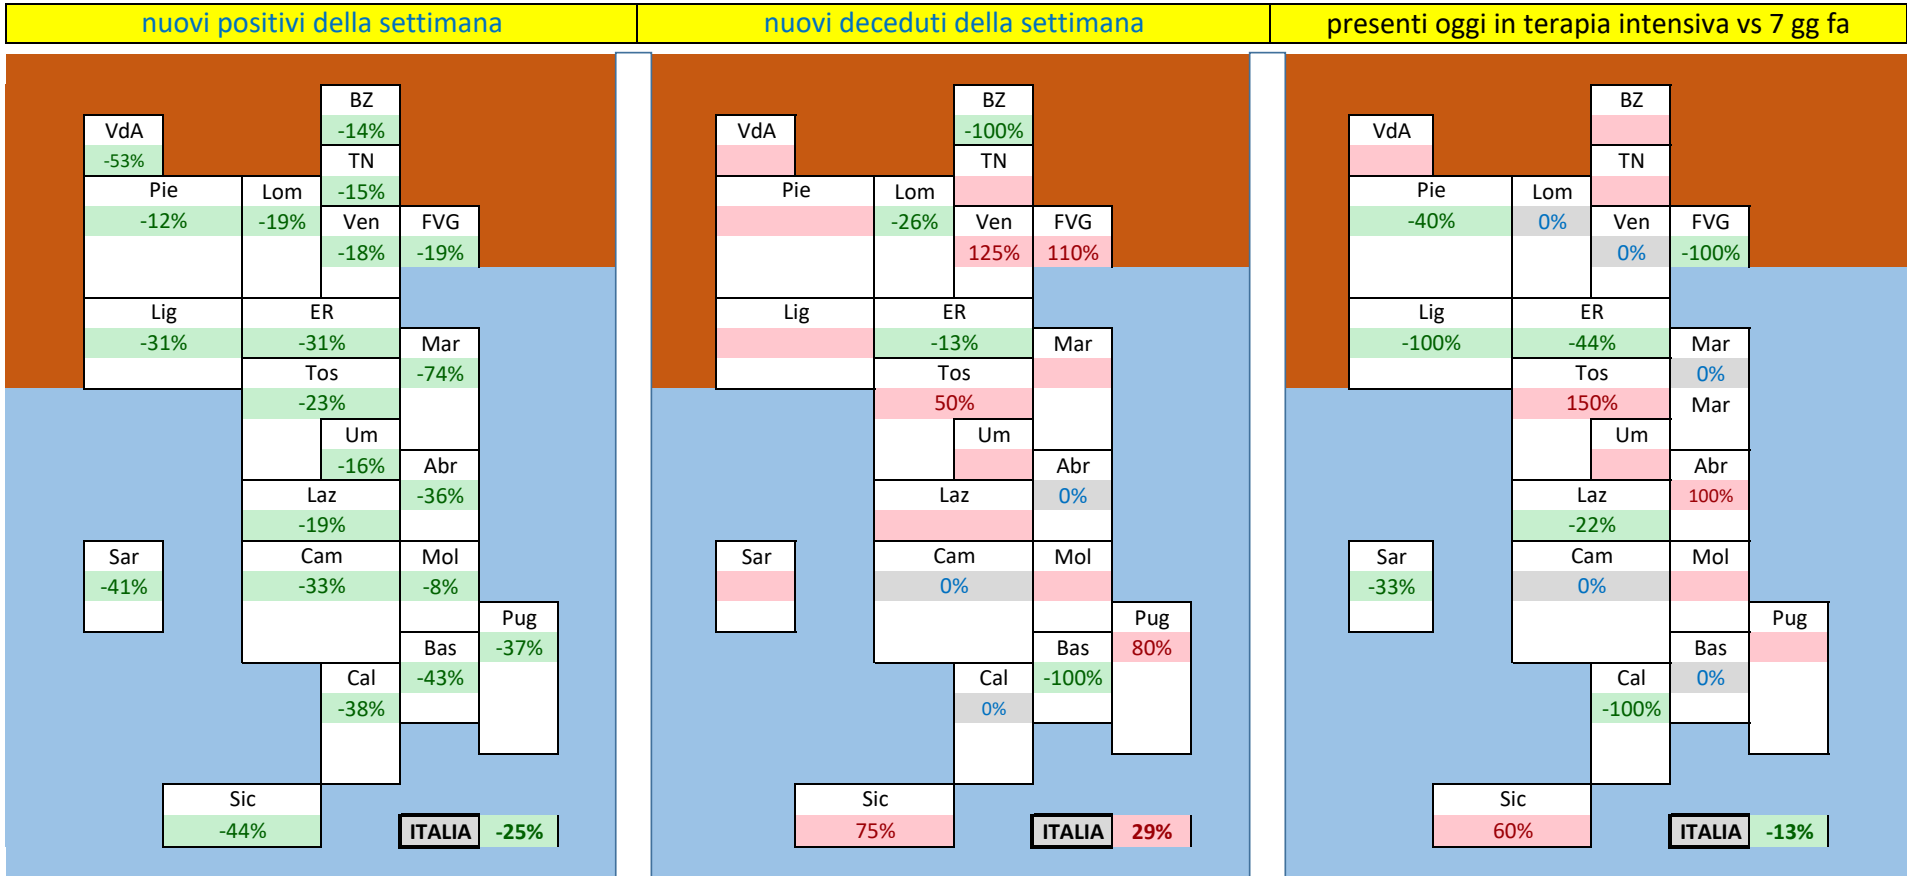 nuovi positivi della settimana
nuovi deceduti della settimana
presenti oggi in terapia intensiva vs 7 gg fa
BZ
VdA -14%
-53% TN
Pie Lom -15%
-12% -19% Ven FVG
-18% -19%
Lig ER
-31% -31% Mar
Tos -74%
-23%
Um
-16% Abr
Laz -36%
-19%
Sar Cam Mol
-41% -33% -8%
Pug
Bas -37%
Cal -43%
-38%
Sic
-44% ITALIA -25%
BZ
VdA -100%
TN
Pie Lom
-26% Ven FVG
125% 110%
Lig ER
-13% Mar
Tos
50%
Um
Abr
Laz 0%
Sar Cam Mol
0%
Pug
Bas 80%
Cal -100%
0%
Sic
75% ITALIA 29%
BZ
VdA
TN
Pie Lom
-40% 0% Ven FVG
0% -100%
Lig ER
-100% -44% Mar
Tos 0%
150% Mar
Um
Abr
Laz 100%
-22%
Sar Cam Mol
-33% 0%
Pug
Bas
Cal 0%
-100%
Sic
60% ITALIA -13%